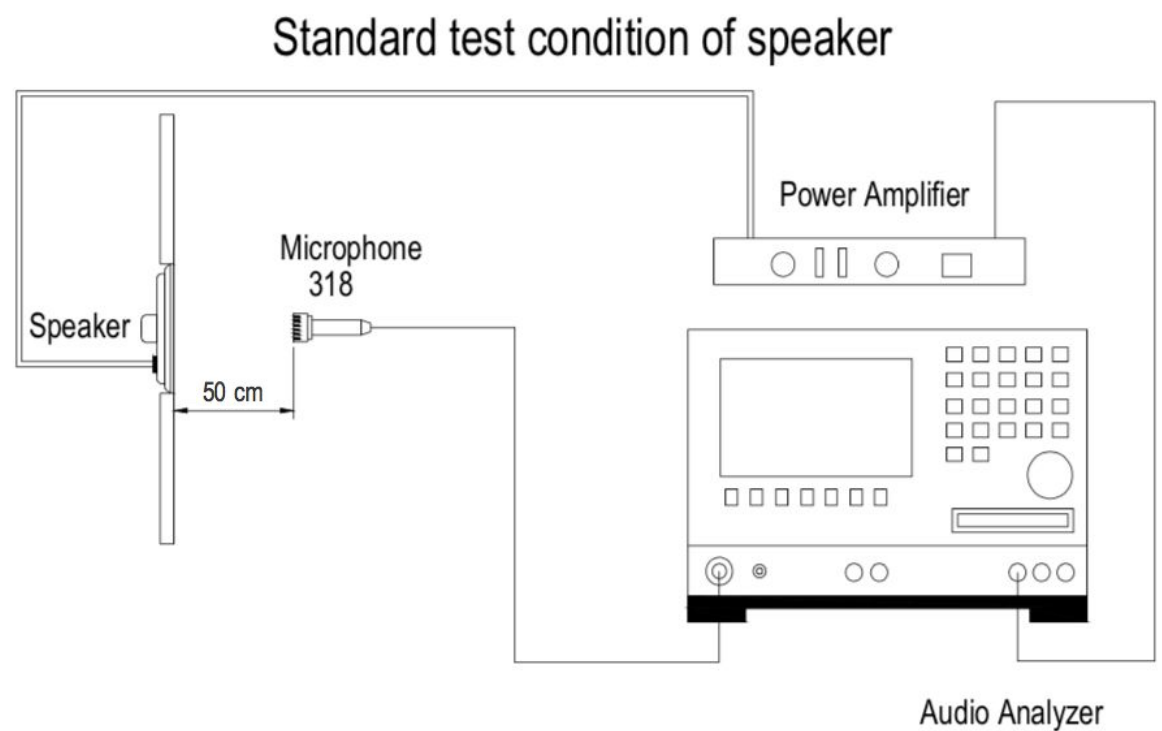 Standard test condition of speaker
Power Amplifier
Microphone
318
Speaker
50 cm
Audio Analyzer